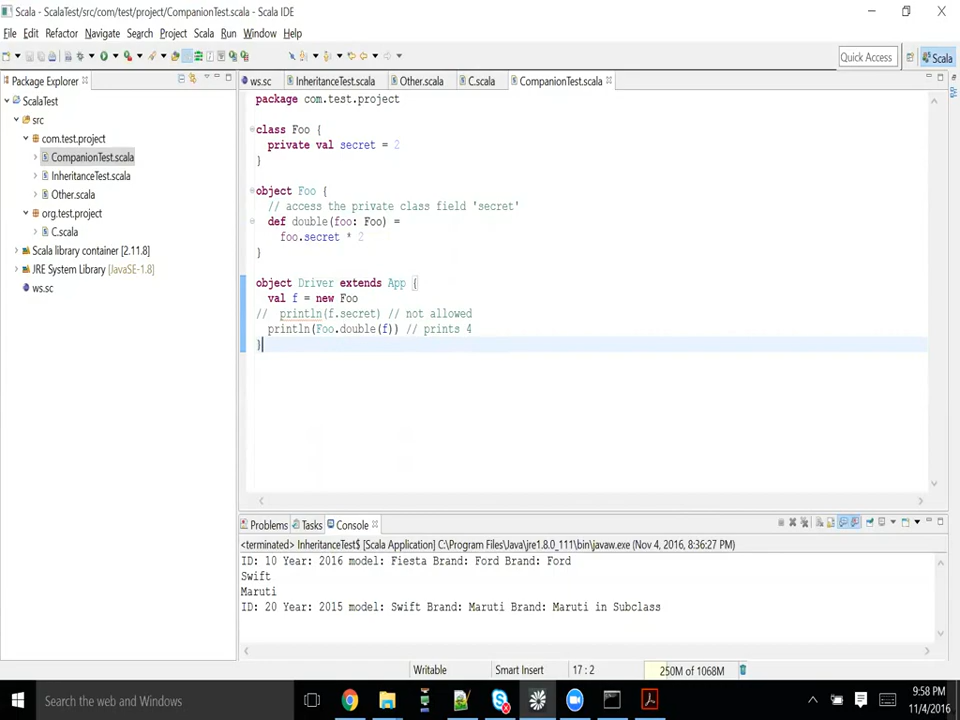 Scala - ScalaTest/src/com/test/project/CompanionTest.scala - Scala IDE
File Edit Refactor Navigate Search Project Scala Run Window Help
Quick Access
Scala
Package Explorer
ws.sc InheritanceTest.scala Other.scala C.scala CompanionTest.scala
ScalaTest
src
com.test.project
CompanionTest.scala
InheritanceTest.scala
Other.scala
org.test.project
C.scala
Scala library container [2.11.8]
JRE System Library [JavaSE-1.8]
ws.sc
package com.test.project
class Foo {
private val secret = 2
}
object Foo {
// access the private class field 'secret'
def double(foo: Foo) =
foo.secret * 2
}
object Driver extends App {
val f = new Foo
// println(f.secret) // not allowed
println(Foo.double(f)) // prints 4
}
Problems Tasks Console
<terminated> InheritanceTest$ [Scala Application] C:\Program Files\Java\jre1.8.0_111\bin\javaw.exe (Nov 4, 2016, 8:36:27 PM)
ID: 10 Year: 2016 model: Fiesta Brand: Ford Brand: Ford
Swift
Maruti
ID: 20 Year: 2015 model: Swift Brand: Maruti Brand: Maruti in Subclass
Writable Smart Insert 17 : 2 250M of 1068M
Search the web and Windows
9:58 PM
11/4/2016